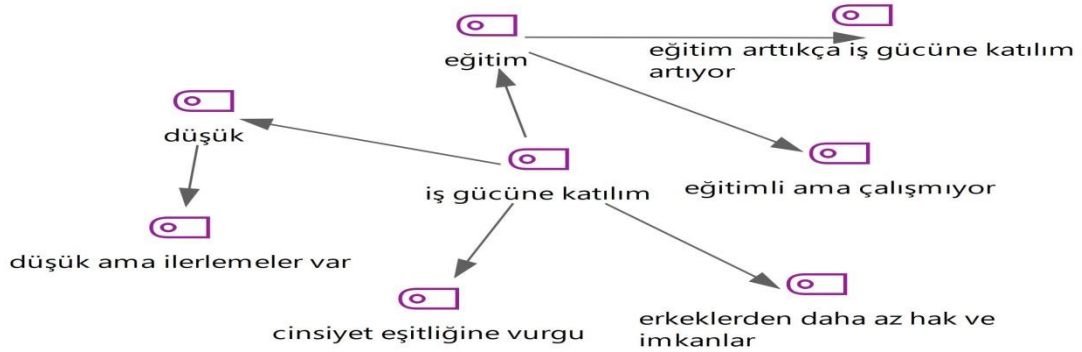 eğitim
eğitim arttıkça iş gücüne katılım
artıyor
düşük
iş gücüne katılım
eğitimli ama çalışmıyor
düşük ama ilerlemeler var
cinsiyet eşitliğine vurgu
erkeklerden daha az hak ve
imkanlar